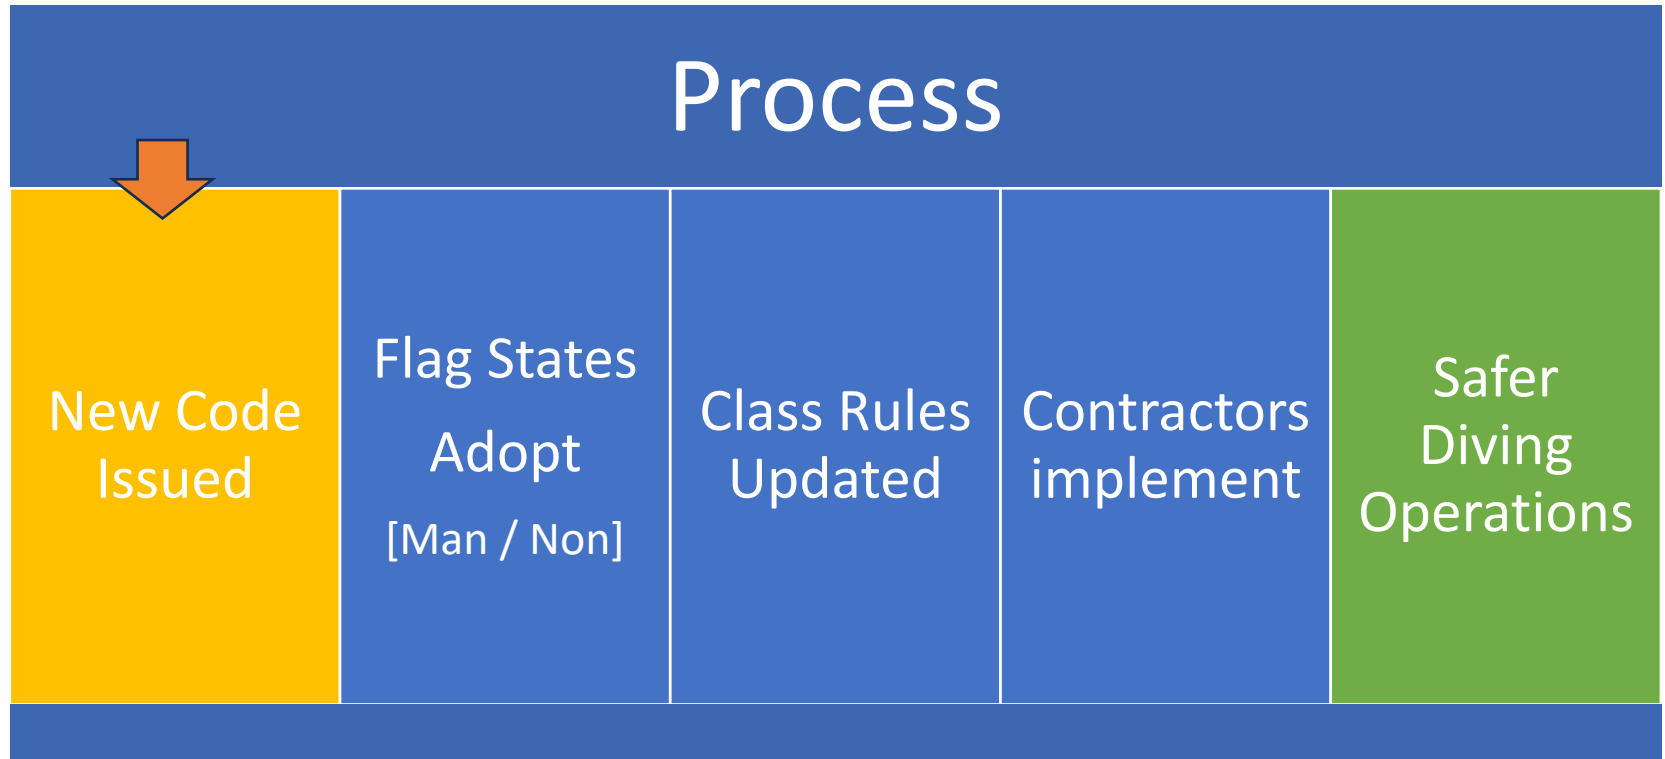 Process
New Code
Issued
Flag States
Adopt
[Man / Non]
Class Rules
Updated
Contractors
implement
Safer
Diving
Operations